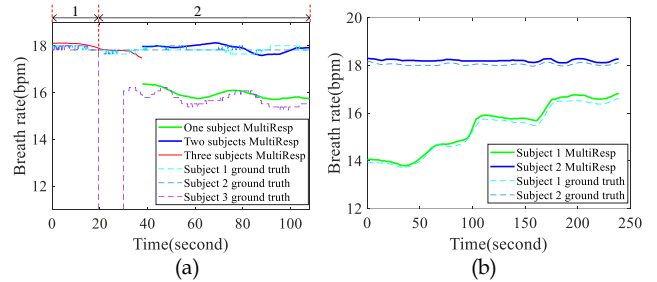 1 2
Breath rate(bpm)
18
16
14
12
One subject MultiResp
Two subjects MultiResp
Three subjects MultiResp
Subject 1 ground truth
Subject 2 ground truth
Subject 3 ground truth
0 20 40 60 80 100
Time(second)
(a)
Breath rate(bpm)
20
18
16
14
12
Subject 1 MultiResp
Subject 2 MultiResp
Subject 1 ground truth
Subject 2 ground truth
0 50 100 150 200 250
Time(second)
(b)